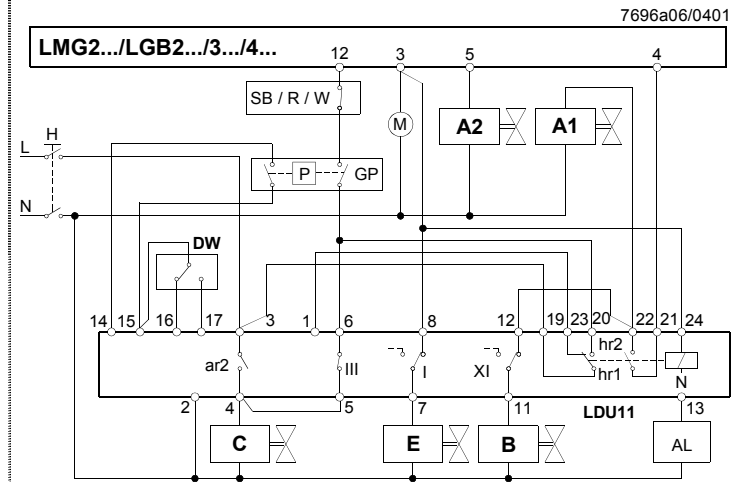 7696a06/0401
LMG2.../LGB2.../3.../4...
12 3 5 4
SB / R / W
M A2 A1
H
L
P GP
N
DW
14 15 16 17 3 1 6 8 12 19 23 20 22 21 24
ar2 III I XI hr2
hr1 N
2 4 5 7 11 LDU11 13
C E B AL